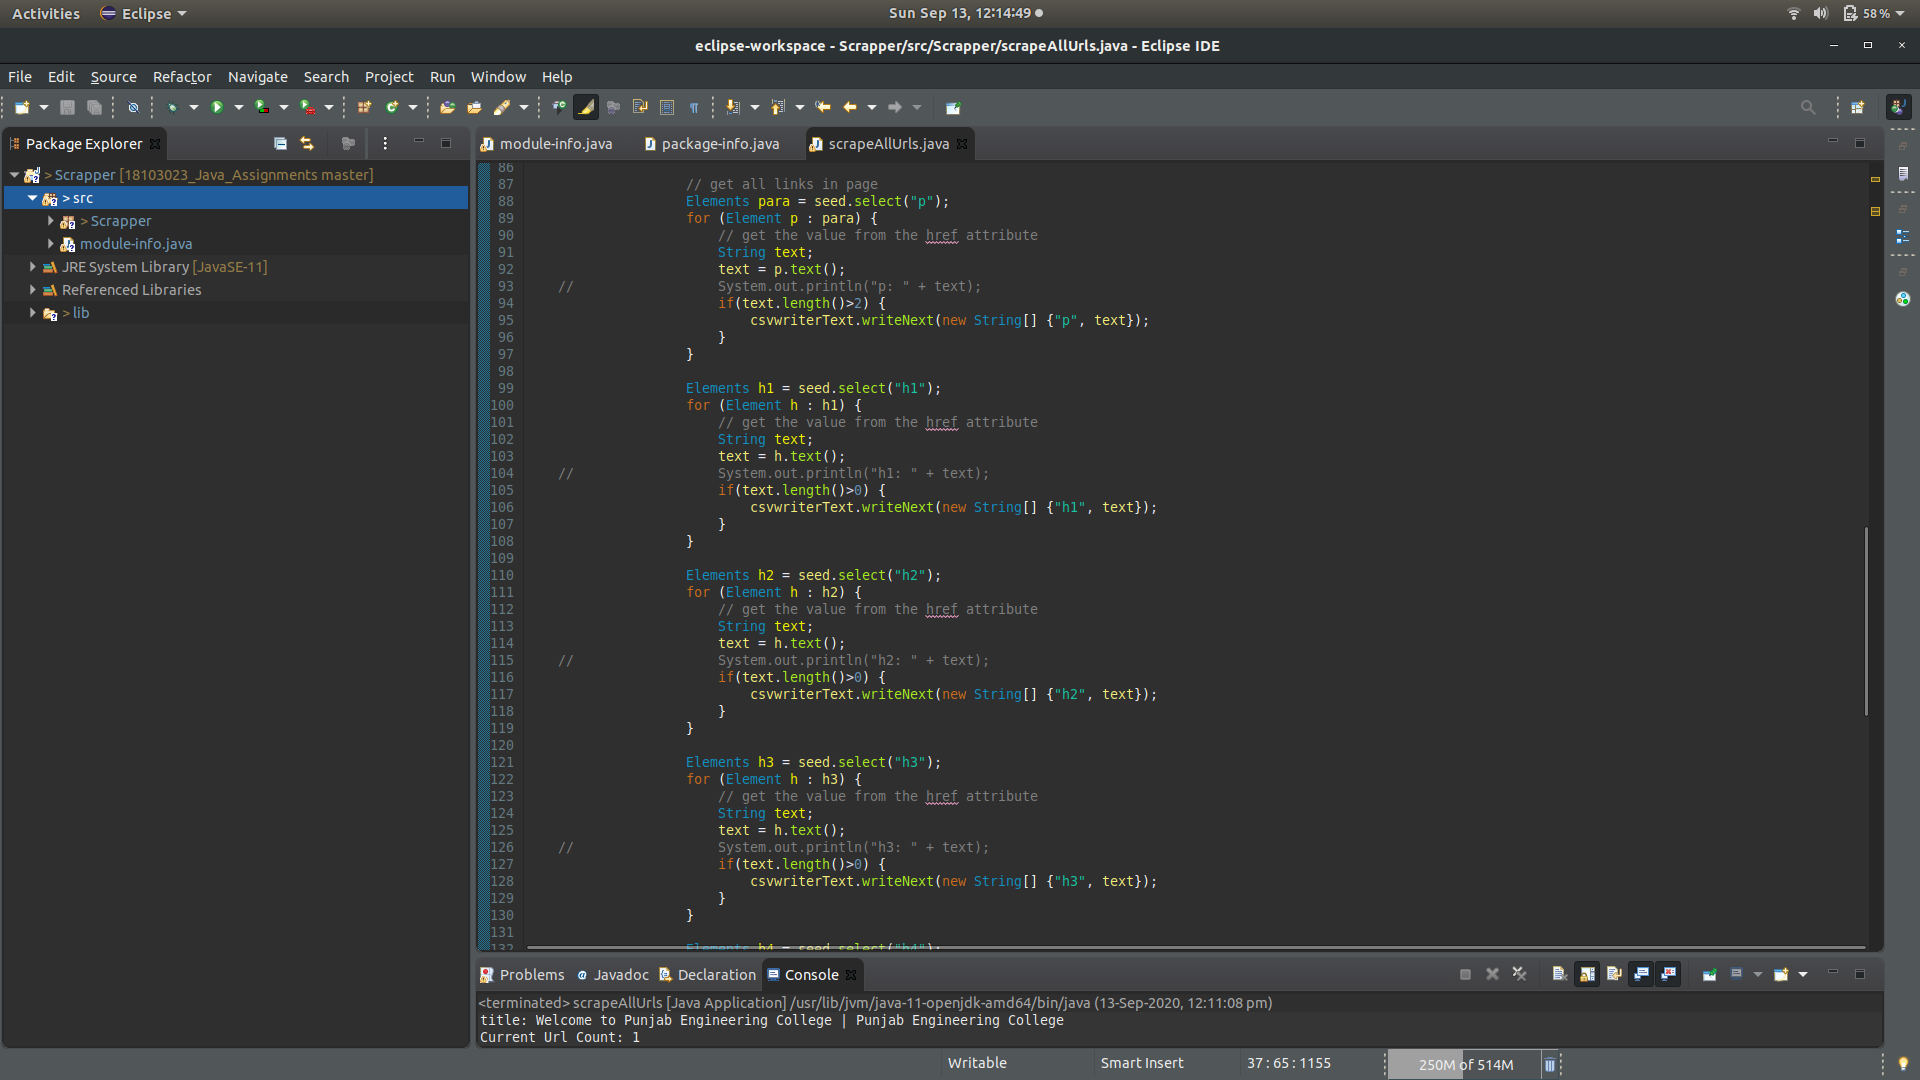 Activities Eclipse Sun Sep 13, 12:14:49 58 %
eclipse-workspace - Scrapper/src/Scrapper/scrapeAllUrls.java - Eclipse IDE
File Edit Source Refactor Navigate Search Project Run Window Help
Package Explorer
> Scrapper [18103023_Java_Assignments master]
> src
> Scrapper
module-info.java
JRE System Library [JavaSE-11]
Referenced Libraries
> lib
module-info.java package-info.java scrapeAllUrls.java
86
87 // get all links in page
88 Elements para = seed.select("p");
89 for (Element p : para) {
90 // get the value from the href attribute
91 String text;
92 text = p.text();
93 // System.out.println("p: " + text);
94 if(text.length()>2) {
95 csvwriterText.writeNext(new String[] {"p", text});
96 }
97 }
98
99 Elements h1 = seed.select("h1");
100 for (Element h : h1) {
101 // get the value from the href attribute
102 String text;
103 text = h.text();
104 // System.out.println("h1: " + text);
105 if(text.length()>0) {
106 csvwriterText.writeNext(new String[] {"h1", text});
107 }
108 }
109
110 Elements h2 = seed.select("h2");
111 for (Element h : h2) {
112 // get the value from the href attribute
113 String text;
114 text = h.text();
115 // System.out.println("h2: " + text);
116 if(text.length()>0) {
117 csvwriterText.writeNext(new String[] {"h2", text});
118 }
119 }
120
121 Elements h3 = seed.select("h3");
122 for (Element h : h3) {
123 // get the value from the href attribute
124 String text;
125 text = h.text();
126 // System.out.println("h3: " + text);
127 if(text.length()>0) {
128 csvwriterText.writeNext(new String[] {"h3", text});
129 }
130 }
131
132 Elements h4 = seed.select("h4");
Problems Javadoc Declaration Console
<terminated> scrapeAllUrls [Java Application] /usr/lib/jvm/java-11-openjdk-amd64/bin/java (13-Sep-2020, 12:11:08 pm)
title: Welcome to Punjab Engineering College | Punjab Engineering College
Current Url Count: 1
Writable Smart Insert 37 : 65 : 1155 250M of 514M